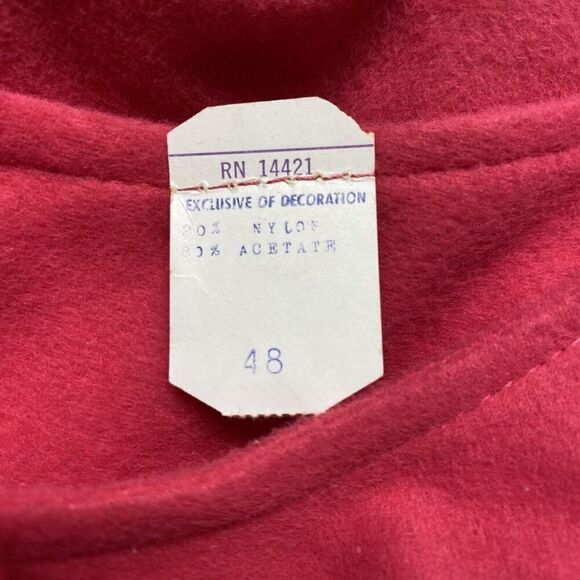 RN 14421
EXCLUSIVE OF DECORATION
20% NYLON
80% ACETATE
48